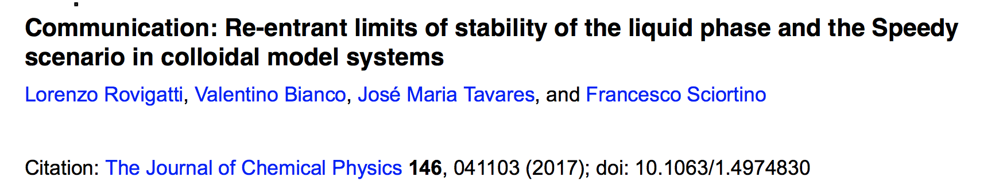 Communication: Re-entrant limits of stability of the liquid phase and the Speedy
scenario in colloidal model systems
Lorenzo Rovigatti, Valentino Bianco, José Maria Tavares, and Francesco Sciortino
Citation: The Journal of Chemical Physics 146, 041103 (2017); doi: 10.1063/1.4974830